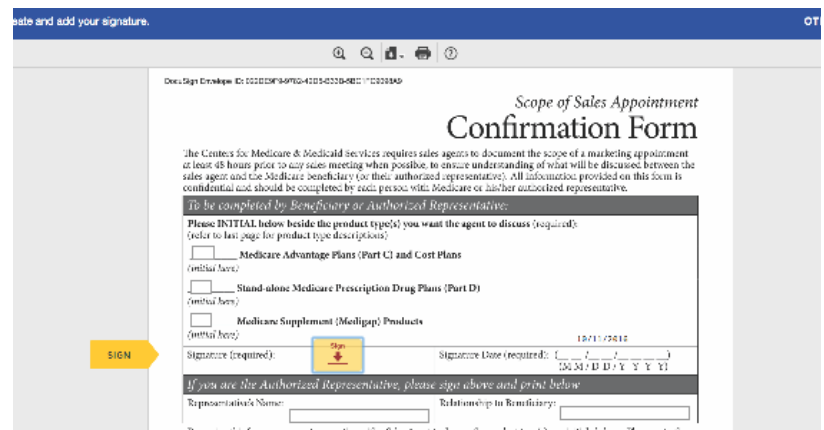 eate and add your signature.
OT
DocuSign Envelope ID:
Scope of Sales Appointment
Confirmation Form
The Centers for Medicare & Medicaid Services requires sales agents to document the scope of a marketing appointment
at least 48 hours prior to any sales meeting when possible, to ensure understanding of what will be discussed between the
sales agent and the Medicare beneficiary (or their authorized representative). All information provided on this form is
confidential and should be completed by each person with Medicare or his/her authorized representative.
To be completed by Beneficiary or Authorized Representative:
Please INITIAL below beside the product type(s) you want the agent to discuss (required):
(refer to last page for product type descriptions)
Medicare Advantage Plans (Part C) and Cost Plans
(initial here)
Stand-alone Medicare Prescription Drug Plans (Part D)
(initial here)
Medicare Supplement (Medigap) Products
(initial here)
SIGN
Signature (required):
Sign
Signature Date (required): (_ _ /_ _ /_ _ _ _)
(M M / D D / Y Y Y Y)
If you are the Authorized Representative, please sign above and print below
Representative's Name:
Relationship to Beneficiary: